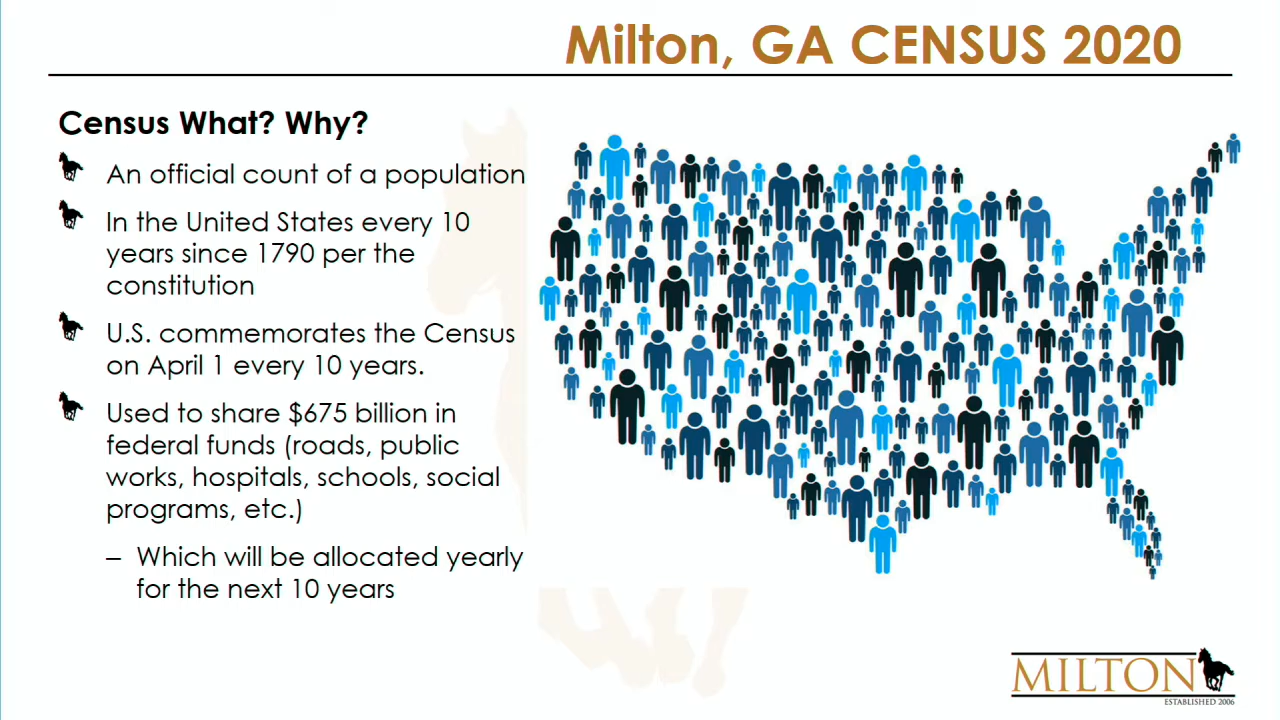 Milton, GA CENSUS 2020
Census What? Why?
An official count of a population
In the United States every 10
years since 1790 per the
constitution
U.S. commemorates the Census
on April 1 every 10 years.
Used to share $675 billion in
federal funds (roads, public
works, hospitals, schools, social
programs, etc.)
– Which will be allocated yearly
for the next 10 years
MILTON
ESTABLISHED 2006